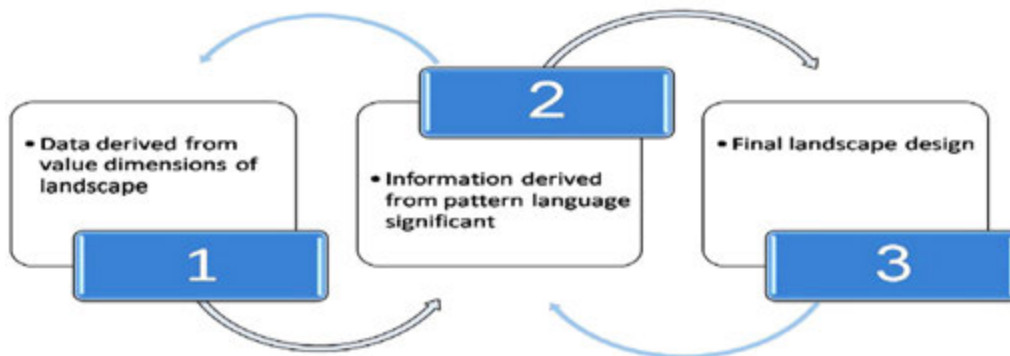 • Data derived from
value dimensions of
landscape
1
2
• Information derived
from pattern language
significant
• Final landscape design
3